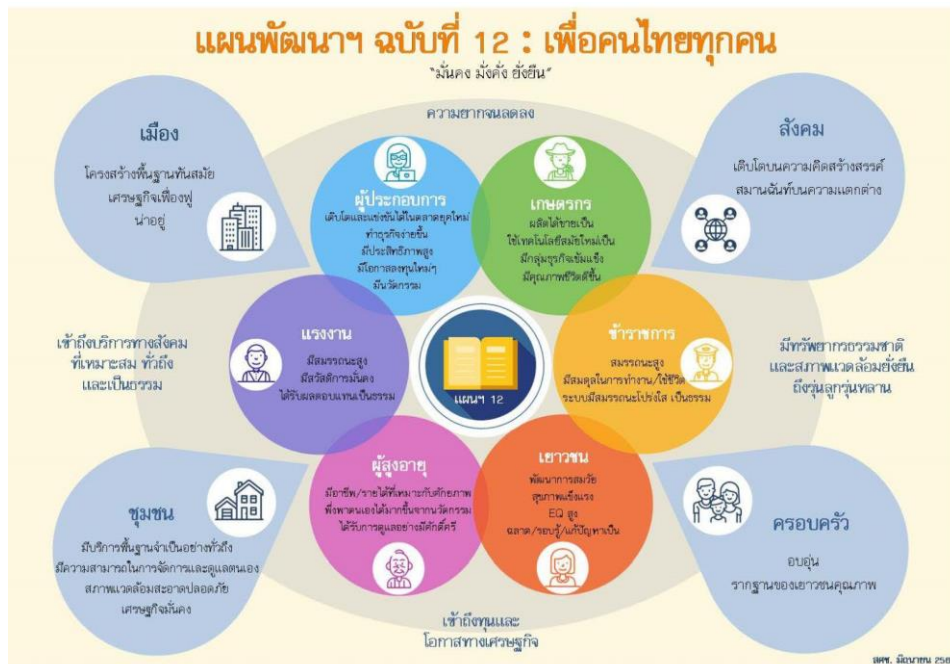 แผนพัฒนาฯ ฉบับที่ 12 : เพื่อคนไทยทุกคน
"มั่นคง มั่งคั่ง ยั่งยืน"
ความยากจนลดลง
เมือง
โครงสร้างพื้นฐานทันสมัย
เศรษฐกิจเฟื่องฟู
น่าอยู่
สังคม
เติบโตบนความคิดสร้างสรรค์
สมานฉันท์บนความแตกต่าง
ผู้ประกอบการ
เติบโตและแข่งขันได้ในตลาดยุคใหม่
ทำธุรกิจง่ายขึ้น
มีประสิทธิภาพสูง
มีโอกาสลงทุนใหม่ๆ
มีนวัตกรรม
เกษตรกร
ผลิตได้ขายเป็น
ใช้เทคโนโลยีสมัยใหม่เป็น
มีกลุ่มธุรกิจเข้มแข็ง
มีคุณภาพชีวิตดีขึ้น
เข้าถึงบริการทางสังคม
ที่เหมาะสม ทั่วถึง
และเป็นธรรม
แรงงาน
มีสมรรถนะสูง
มีสวัสดิการมั่นคง
ได้รับผลตอบแทนเป็นธรรม
แผนฯ 12
ข้าราชการ
สมรรถนะสูง
มีสมดุลในการทำงาน/ใช้ชีวิต
ระบบมีสมรรถนะโปร่งใส เป็นธรรม
มีทรัพยากรธรรมชาติ
และสภาพแวดล้อมยั่งยืน
ถึงรุ่นลูกรุ่นหลาน
ผู้สูงอายุ
มีอาชีพ/รายได้ที่เหมาะกับศักยภาพ
พึ่งพาตนเองได้มากขึ้นจากนวัตกรรม
ได้รับการดูแลอย่างมีศักดิ์ศรี
เยาวชน
พัฒนาการสมวัย
สุขภาพแข็งแรง
EQ สูง
ฉลาด/รอบรู้/แก้ปัญหาเป็น
ชุมชน
มีบริการพื้นฐานจำเป็นอย่างทั่วถึง
มีความสามารถในการจัดการและดูแลตนเอง
สภาพแวดล้อมสะอาดปลอดภัย
เศรษฐกิจมั่นคง
ครอบครัว
อบอุ่น
รากฐานของเยาวชนคุณภาพ
เข้าถึงทุนและ
โอกาสทางเศรษฐกิจ
สศช. มิถุนายน